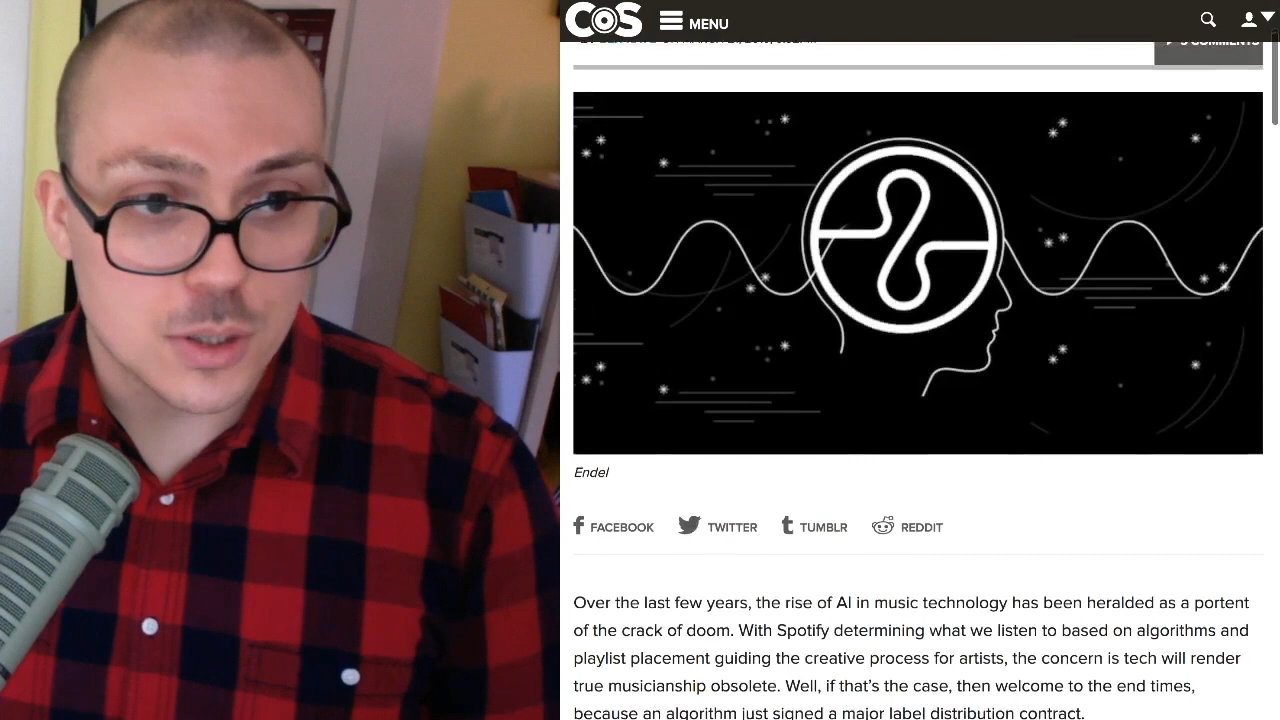 COS MENU
Endel
FACEBOOK TWITTER TUMBLR REDDIT
Over the last few years, the rise of AI in music technology has been heralded as a portent
of the crack of doom. With Spotify determining what we listen to based on algorithms and
playlist placement guiding the creative process for artists, the concern is tech will render
true musicianship obsolete. Well, if that’s the case, then welcome to the end times,
because an algorithm just signed a major label distribution contract.